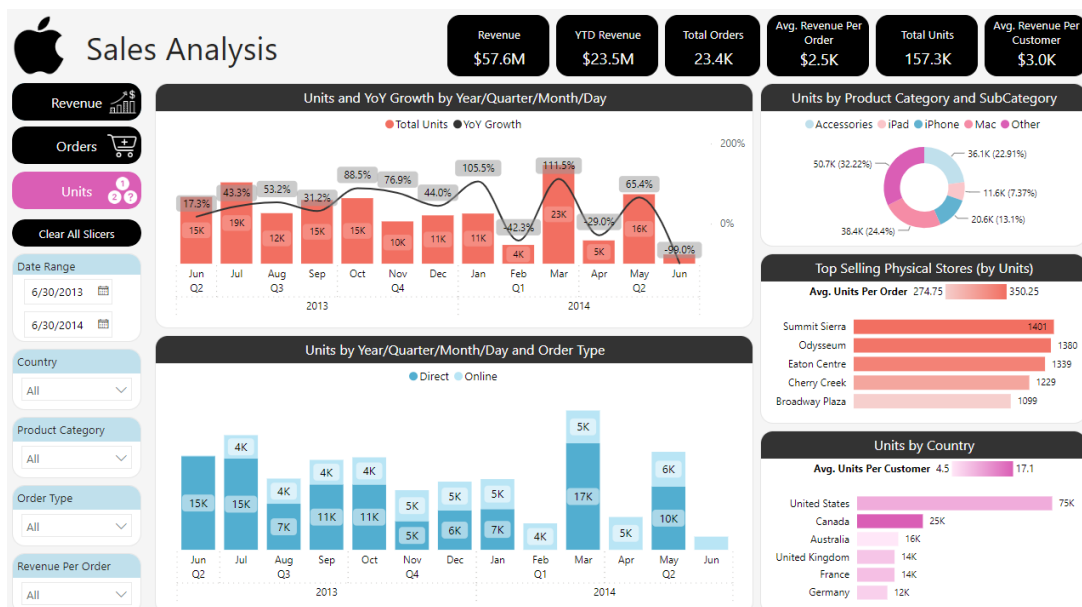 Sales Analysis
Revenue
$57.6M
YTD Revenue
$23.5M
Total Orders
23.4K
Avg. Revenue Per
Order
$2.5K
Total Units
157.3K
Avg. Revenue Per
Customer
$3.0K
Revenue
Orders
Units
1
2
?
Clear All Slicers
Date Range
6/30/2013
6/30/2014
Country
All
Product Category
All
Order Type
All
Revenue Per Order
All
Units and YoY Growth by Year/Quarter/Month/Day
Total Units YoY Growth
200%
0%
17.3% 43.3% 53.2% 31.2% 88.5% 76.9% 44.0% 105.5% -42.3% 111.5% -29.0% 65.4% -99.0%
15K 19K 12K 15K 15K 10K 11K 11K 4K 23K 5K 16K
Jun Jul Aug Sep Oct Nov Dec Jan Feb Mar Apr May Jun
Q2 Q3 Q4 Q1 Q2
2013 2014
Units by Year/Quarter/Month/Day and Order Type
Direct Online
4K 4K 4K 4K 5K 5K 5K 4K 5K 5K 6K
15K 15K 7K 11K 11K 5K 6K 7K 17K 10K
Jun Jul Aug Sep Oct Nov Dec Jan Feb Mar Apr May Jun
Q2 Q3 Q4 Q1 Q2
2013 2014
Units by Product Category and SubCategory
Accessories iPad iPhone Mac Other
36.1K (22.91%)
50.7K (32.22%)
11.6K (7.37%)
20.6K (13.1%)
38.4K (24.4%)
Top Selling Physical Stores (by Units)
Avg. Units Per Order 274.75 350.25
Summit Sierra 1401
Odysseum 1380
Eaton Centre 1339
Cherry Creek 1229
Broadway Plaza 1099
Units by Country
Avg. Units Per Customer 4.5 17.1
United States 75K
Canada 25K
Australia 16K
United Kingdom 14K
France 14K
Germany 12K